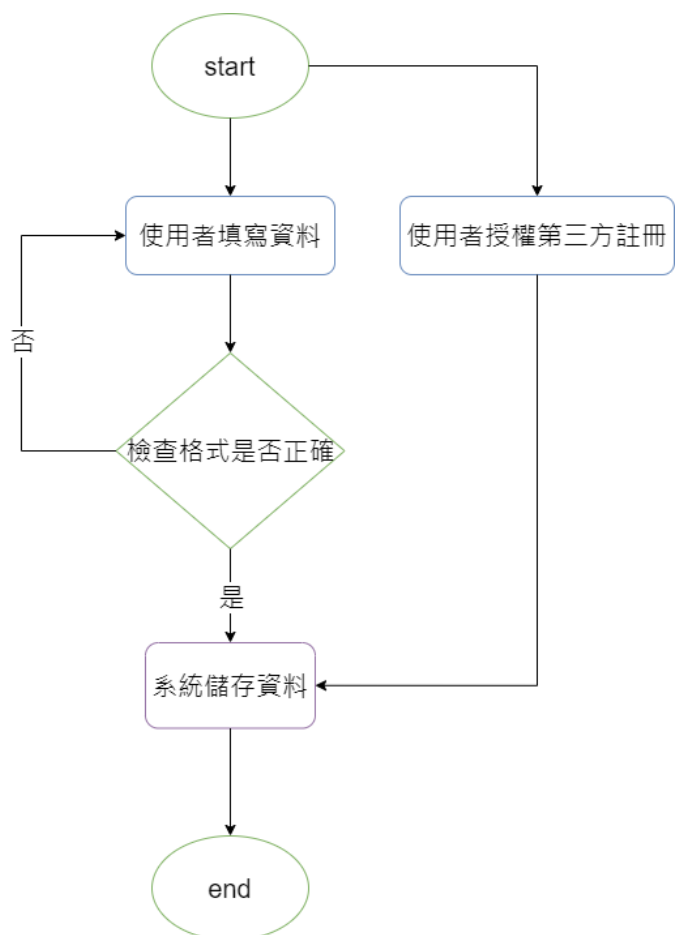 start
使用者填寫資料
使用者授權第三方註冊
否
檢查格式是否正確
是
系統儲存資料
end